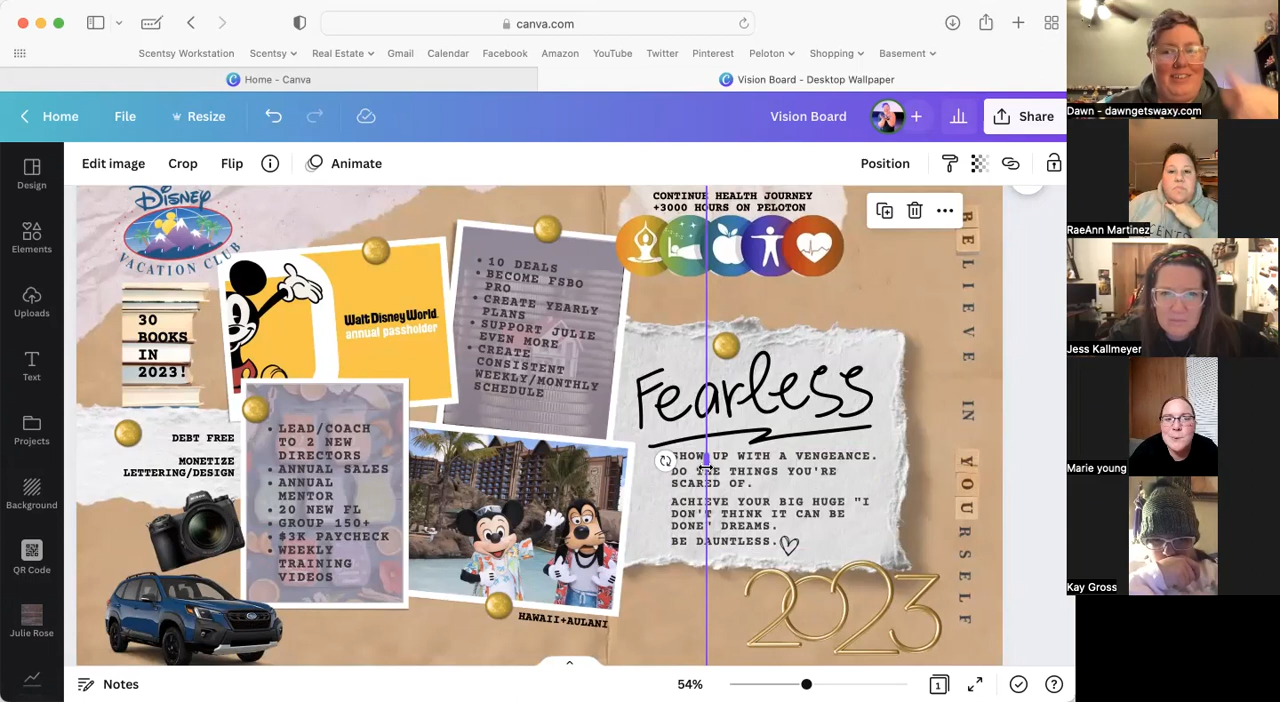 canva.com
Scentsy Workstation
Scentsy
Real Estate
Gmail
Calendar
Facebook
Amazon
YouTube
Twitter
Pinterest
Peloton
Shopping
Basement
Home - Canva
Vision Board - Desktop Wallpaper
Home
File
Resize
Vision Board
Share
Design
Elements
Uploads
Text
Projects
Background
QR Code
Julie Rose
Edit image
Crop
Flip
Animate
Position
DISNEY
VACATION CLUB
30
BOOKS
IN
2023!
Walt Disney World
annual passholder
• 10 DEALS
• BECOME FSBO
PRO
• CREATE YEARLY
PLANS
• SUPPORT JULIE
EVEN MORE
• CREATE
CONSISTENT
WEEKLY/MONTHLY
SCHEDULE
CONTINUE HEALTH JOURNEY
+3000 HOURS ON PELOTON
Fearless
SHOW UP WITH A VENGEANCE.
DO THE THINGS YOU'RE
SCARED OF.
ACHIEVE YOUR BIG HUGE "I
DON'T THINK IT CAN BE
DONE" DREAMS.
BE DAUNTLESS.
BELIEVE IN YOURSELF
DEBT FREE
MONETIZE
LETTERING/DESIGN
• LEAD/COACH
TO 2 NEW
DIRECTORS
• ANNUAL SALES
• ANNUAL
MENTOR
• 20 NEW FL
• GROUP 150+
• $3K PAYCHECK
• WEEKLY
TRAINING
VIDEOS
HAWAII+AULANI
2023
Notes
54%
1
Dawn - dawngetswaxy.com
RaeAnn Martinez
Jess Kallmeyer
Marie young
Kay Gross